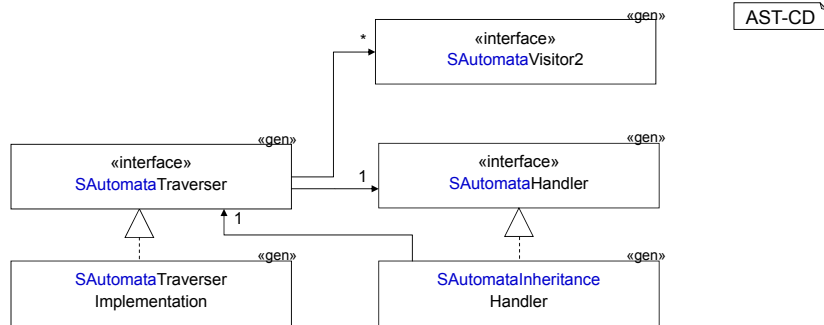 «gen»
AST-CD
«interface»
SAutomataVisitor2
*
«gen»
«interface»
SAutomataTraverser
«gen»
«interface»
SAutomataHandler
1
1
«gen»
SAutomataTraverser
Implementation
«gen»
SAutomataInheritance
Handler